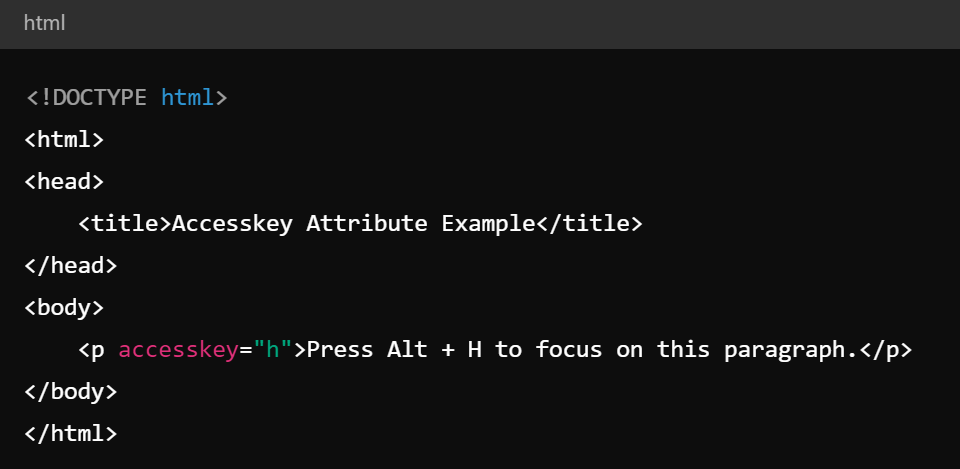 html
<!DOCTYPE html>
<html>
<head>
    <title>Accesskey Attribute Example</title>
</head>
<body>
    <p accesskey="h">Press Alt + H to focus on this paragraph.</p>
</body>
</html>